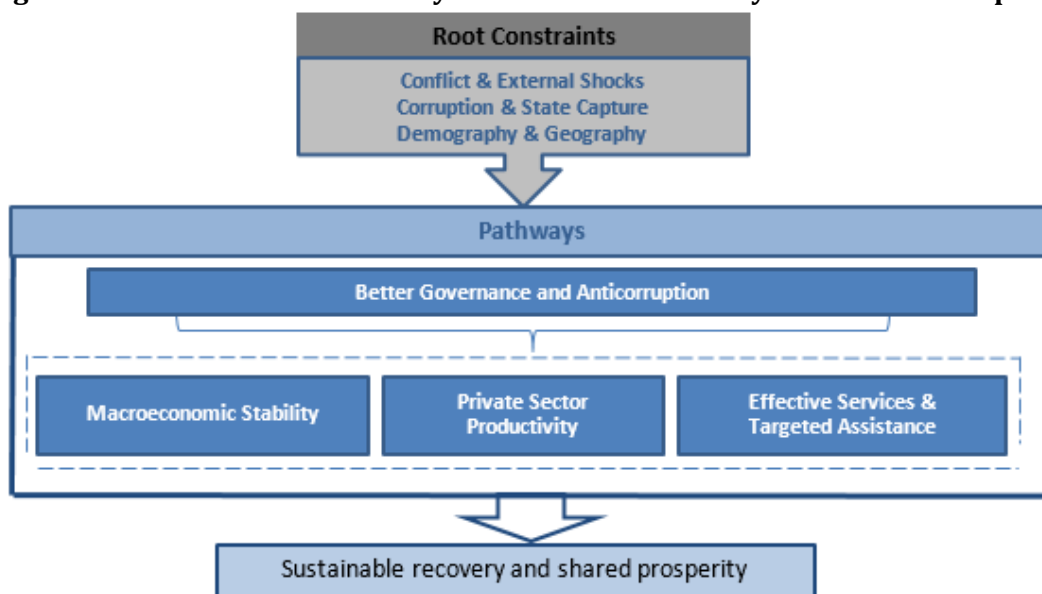 Root Constraints
Conflict & External Shocks
Corruption & State Capture
Demography & Geography
Pathways
Better Governance and Anticorruption
Macroeconomic Stability
Private Sector
Productivity
Effective Services &
Targeted Assistance
Sustainable recovery and shared prosperity